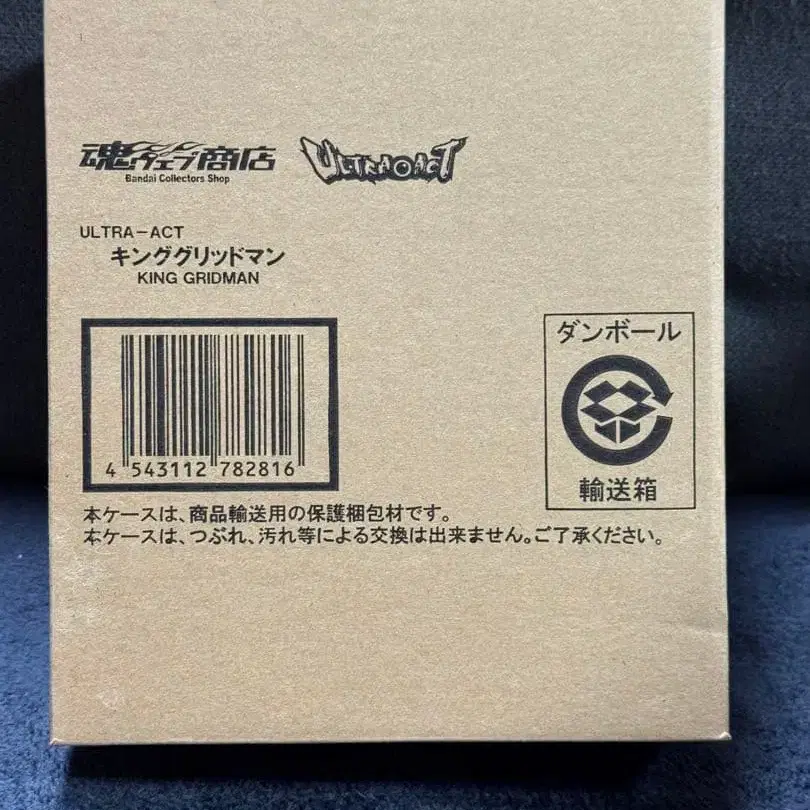 魂ウェブ商店
Bandai Collectors Shop
ULTRA-ACT
ULTRA-ACT
キンググリッドマン
KING GRIDMAN
4 543112 782816
ダンボール
輸送箱
本ケースは、商品輸送用の保護梱包材です。
本ケースは、つぶれ、汚れ等による交換は出来ません。ご了承ください。